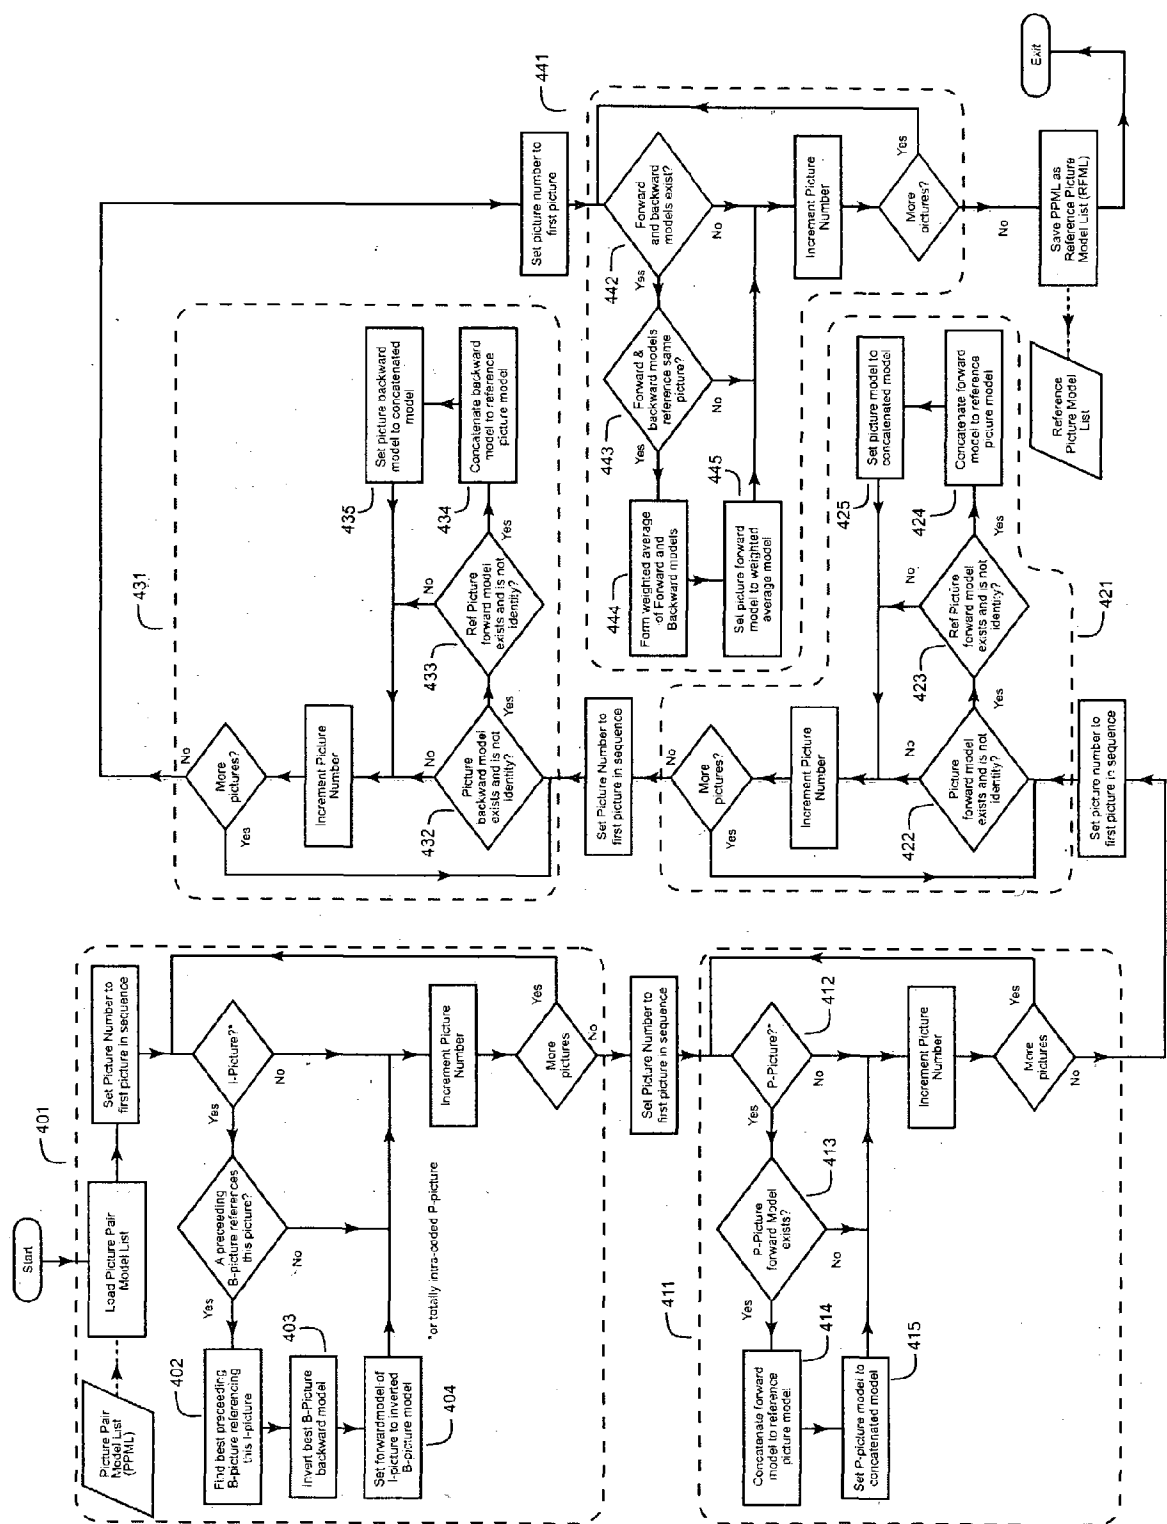 Start
Picture Pair
Model List
(PPML)
Load Picture Pair
Model List
Set Picture Number to
first picture in sequence
401
I-Picture?*
Yes
No
A preceeding
B-picture references
this picture?
Yes
No
402
Find best preceeding
B-picture referencing
this I-picture
403
Invert best B-Picture
backward model
404
Set forwardmodel of
I-picture to inverted
B-picture model
*or totally intra-coded P-picture
Increment Picture
Number
More
pictures
Yes
No
Set Picture Number to
first picture in sequence
411
P-Picture?*
412
Yes
No
P-Picture
forward Model
exists?
413
Yes
No
414
Concatenate forward
model to reference
picture model
415
Set P-picture model to
concatenated model
Increment Picture
Number
More
pictures
Yes
No
Set picture number to
first picture in sequence
421
422
Picture
forward model
exists and is not
identity?
No
Yes
423
Ref Picture
forward model
exists and is not
identity?
No
Yes
424
Concatenate forward
model to reference
picture model
425
Set picture model to
concatenated model
Increment Picture
Number
More
pictures?
Yes
No
Set Picture Number to
first picture in sequence
431
432
Picture
backward model
exists and is not
identity?
No
Yes
433
Ref Picture
forward model
exists and is not
identity?
No
Yes
434
Concatenate backward
model to reference
picture model
435
Set picture backward
model to concatenated
model
Increment Picture
Number
More
pictures?
Yes
No
Set picture number to
first picture
441
442
Forward
and backward
models exist?
Yes
No
443
Forward &
backward models
reference same
picture?
Yes
No
444
Form weighted average
of Forward and
Backward models
445
Set picture forward
model to weighted
average model
Increment Picture
Number
More
pictures?
Yes
No
Save PPML as
Reference Picture
Model List (RFML)
Reference
Picture Model
List
Exit